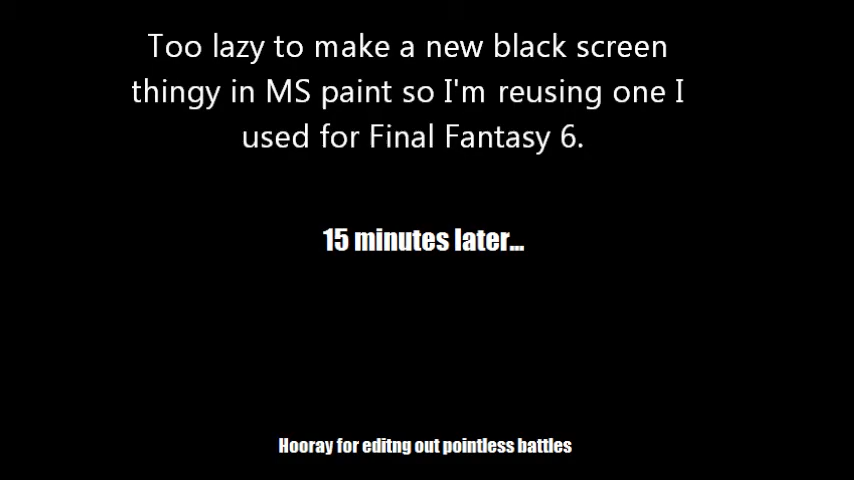 Too lazy to make a new black screen
thingy in MS paint so I'm reusing one I
used for Final Fantasy 6.
15 minutes later...
Hooray for editng out pointless battles